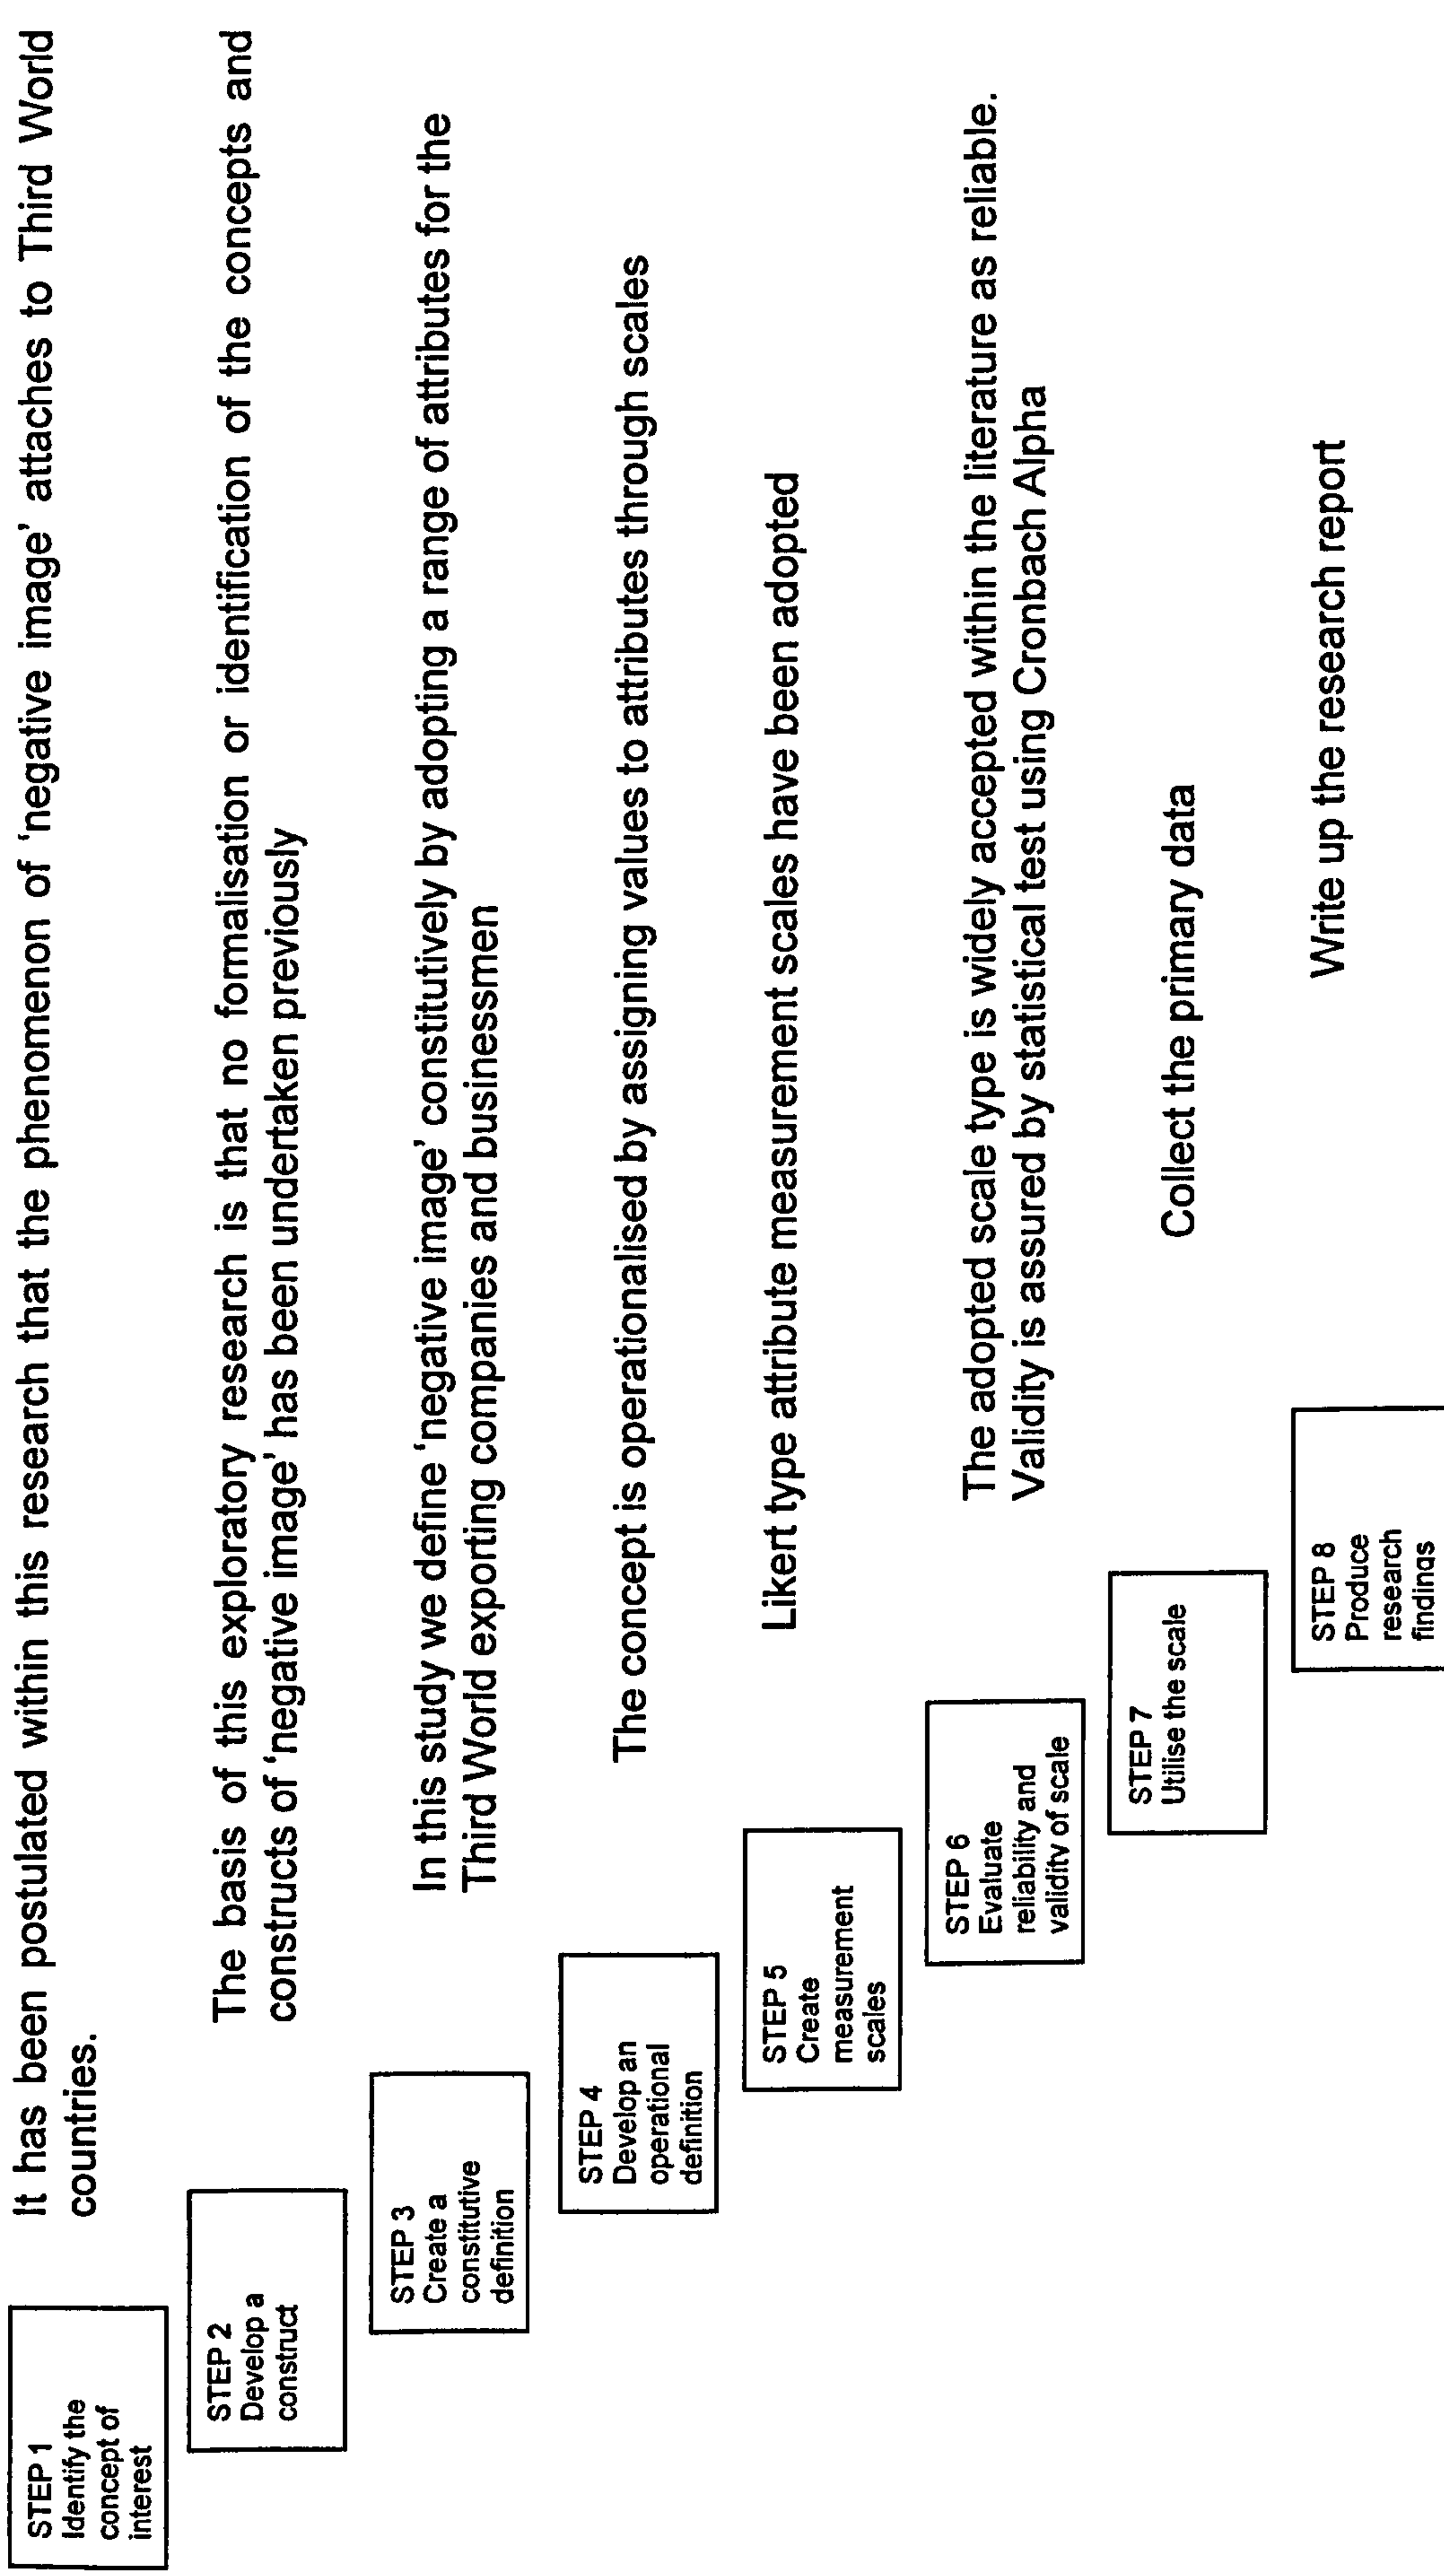 STEP 1
Identify the
concept of
interest
It has been postulated within this research that the phenomenon of 'negative image' attaches to Third World
countries.
STEP 2
Develop a
construct
The basis of this exploratory research is that no formalisation or identification of the concepts and
constructs of 'negative image' has been undertaken previously
STEP 3
Create a
constitutive
definition
In this study we define 'negative image' constitutively by adopting a range of attributes for the
Third World exporting companies and businessmen
STEP 4
Develop an
operational
definition
The concept is operationalised by assigning values to attributes through scales
STEP 5
Create
measurement
scales
Likert type attribute measurement scales have been adopted
STEP 6
Evaluate
reliability and
validity of scale
The adopted scale type is widely accepted within the literature as reliable.
Validity is assured by statistical test using Cronbach Alpha
STEP 7
Utilise the scale
Collect the primary data
STEP 8
Produce
research
findings
Write up the research report